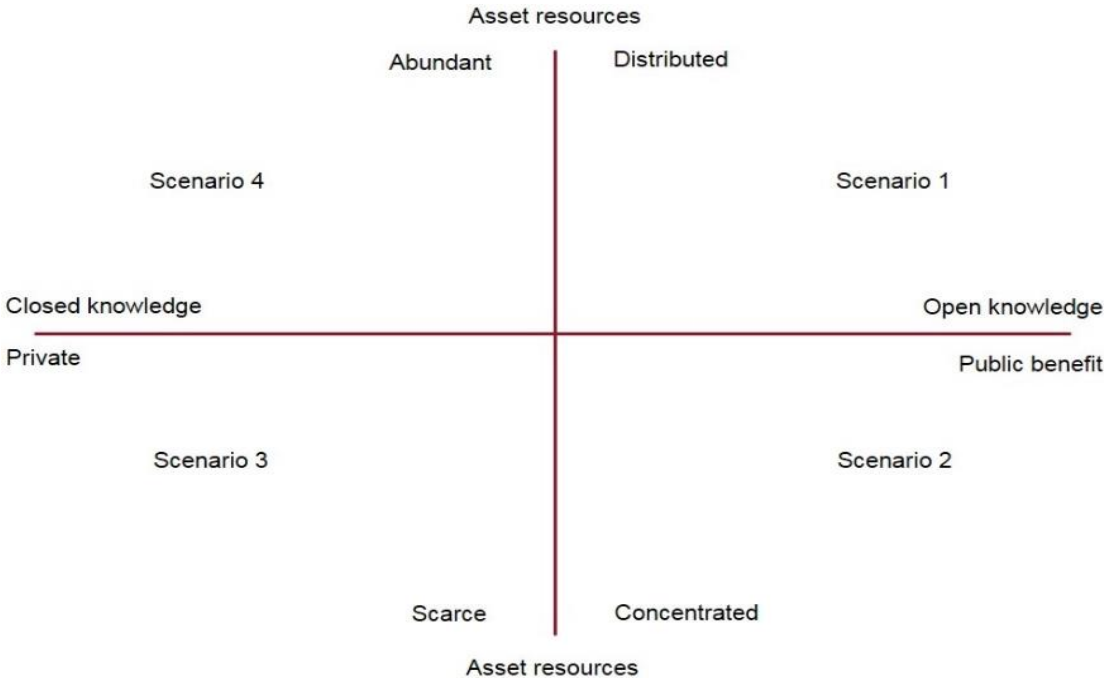 Asset resources
Abundant
Distributed
Scenario 4
Scenario 1
Closed knowledge
Open knowledge
Private
Public benefit
Scenario 3
Scenario 2
Scarce
Concentrated
Asset resources